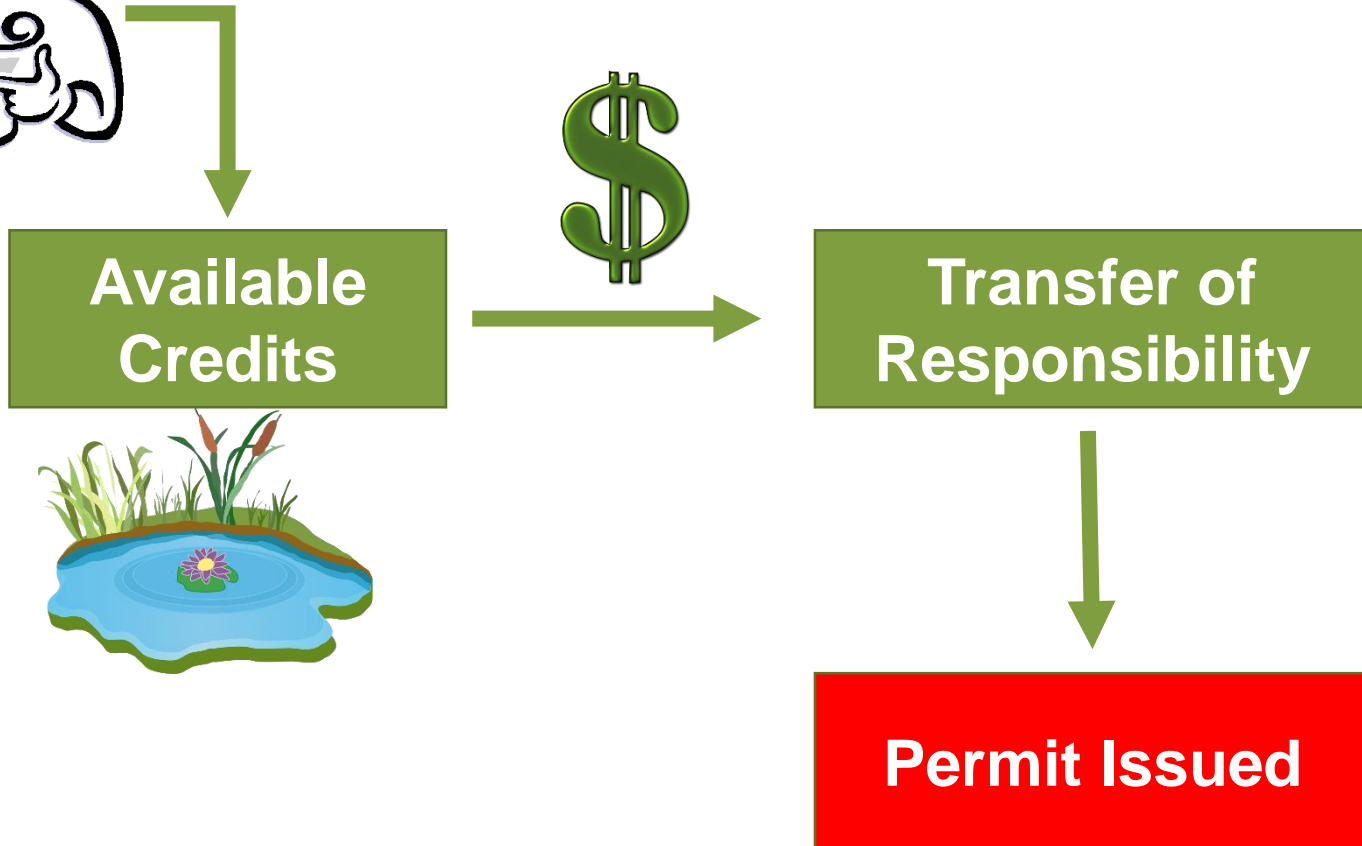 $
Available
Credits
Transfer of
Responsibility
Permit Issued